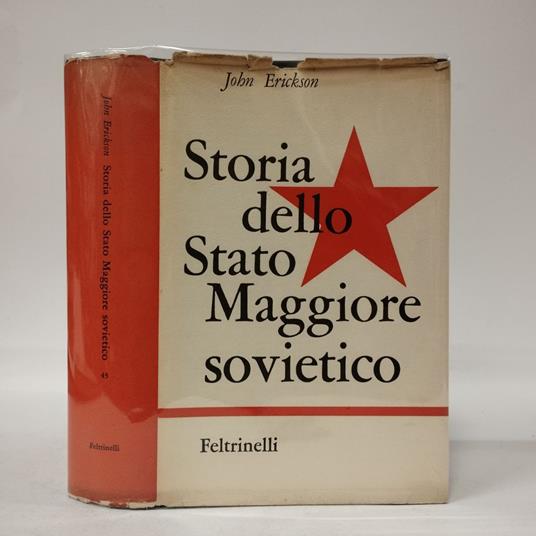 John Erickson
Storia
dello
Stato
Maggiore
sovietico
Feltrinelli
John Erickson Storia dello Stato Maggiore sovietico 45
Feltrinelli